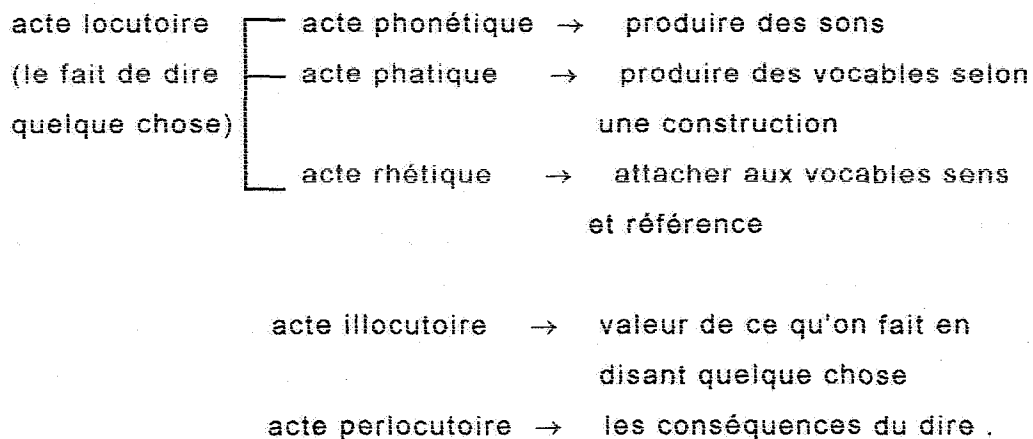 acte locutoire acte phonétique → produire des sons
(le fait de dire acte phatique → produire des vocables selon
quelque chose) une construction
acte rhétique → attacher aux vocables sens
et référence
acte illocutoire → valeur de ce qu'on fait en
disant quelque chose
acte perlocutoire → les conséquences du dire .